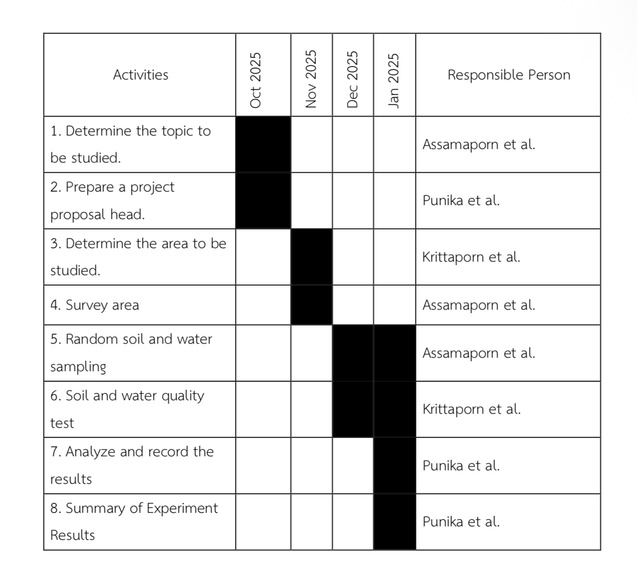 Activities
Oct 2025
Nov 2025
Dec 2025
Jan 2025
Responsible Person
1. Determine the topic to
be studied.
Assamaporn et al.
2. Prepare a project
proposal head.
Punika et al.
3. Determine the area to be
studied.
Krittaporn et al.
4. Survey area
Assamaporn et al.
5. Random soil and water
sampling
Assamaporn et al.
6. Soil and water quality
test
Krittaporn et al.
7. Analyze and record the
results
Punika et al.
8. Summary of Experiment
Results
Punika et al.